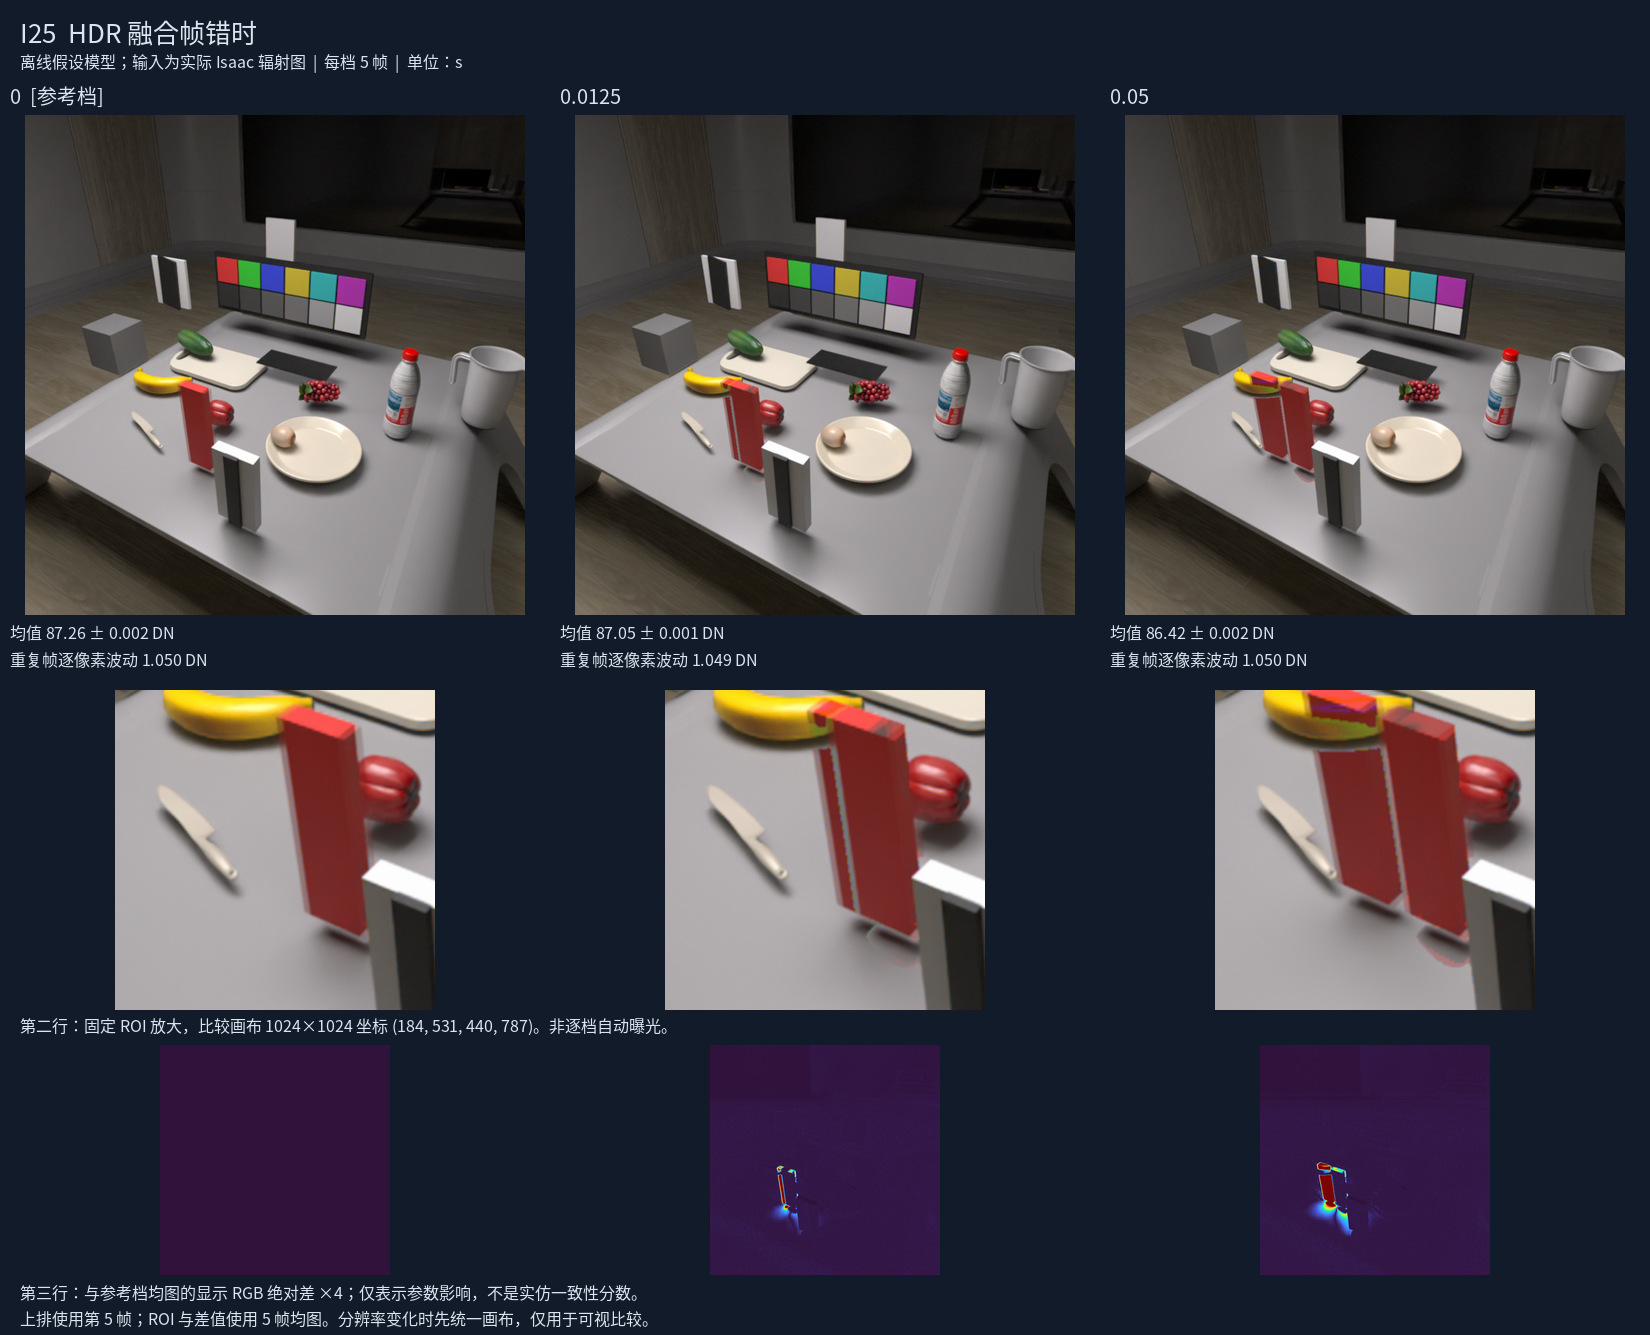 I25 HDR 融合帧错时
离线假设模型；输入为实际 Isaac 辐射图 | 每档 5 帧 | 单位：s
0 [参考档]
0.0125
0.05
均值 87.26 ± 0.002 DN
重复帧逐像素波动 1.050 DN
均值 87.05 ± 0.001 DN
重复帧逐像素波动 1.049 DN
均值 86.42 ± 0.002 DN
重复帧逐像素波动 1.050 DN
第二行：固定 ROI 放大，比较画布 1024×1024 坐标 (184, 531, 440, 787)。非逐档自动曝光。
第三行：与参考档均图的显示 RGB 绝对差 ×4；仅表示参数影响，不是实仿一致性分数。
上排使用第 5 帧；ROI 与差值使用 5 帧均图。分辨率变化时先统一画布，仅用于可视比较。